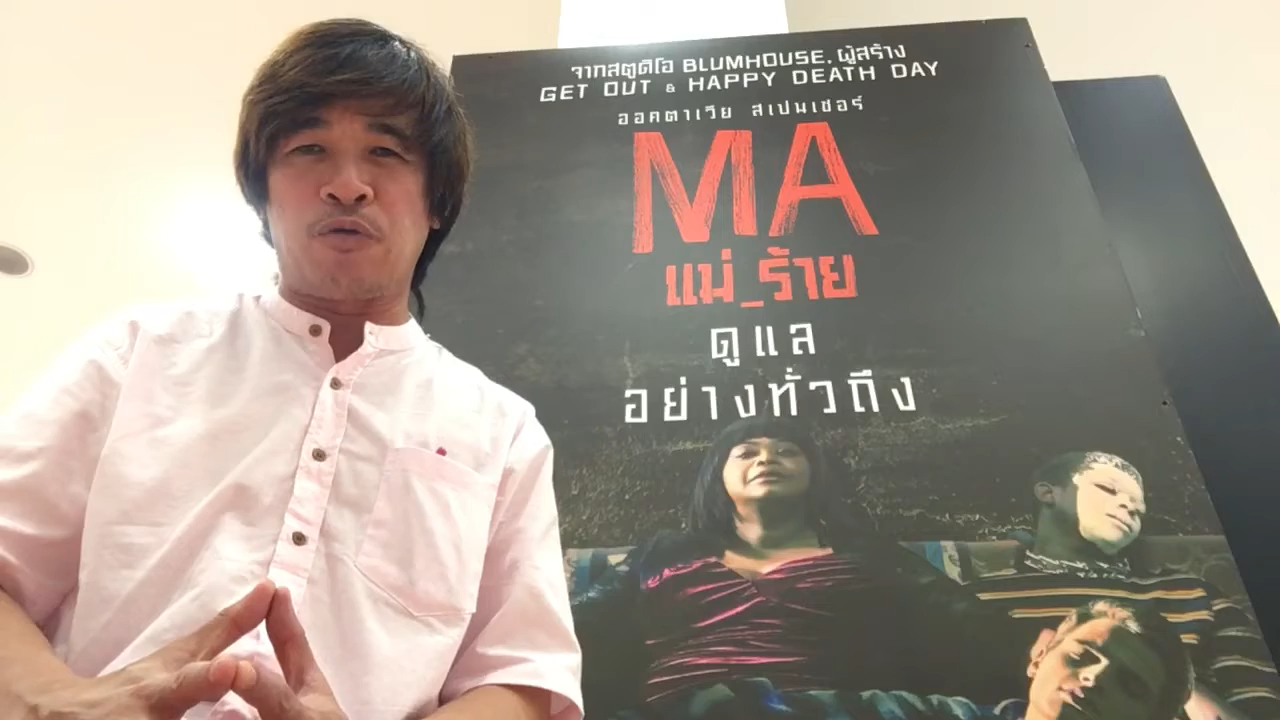 จากสตูดิโอ BLUMHOUSE, ผู้สร้าง
GET OUT & HAPPY DEATH DAY
ออคตาเวีย สเปนเซอร์
MA
แม่_ร้าย
ดูแล
อย่างทั่วถึง